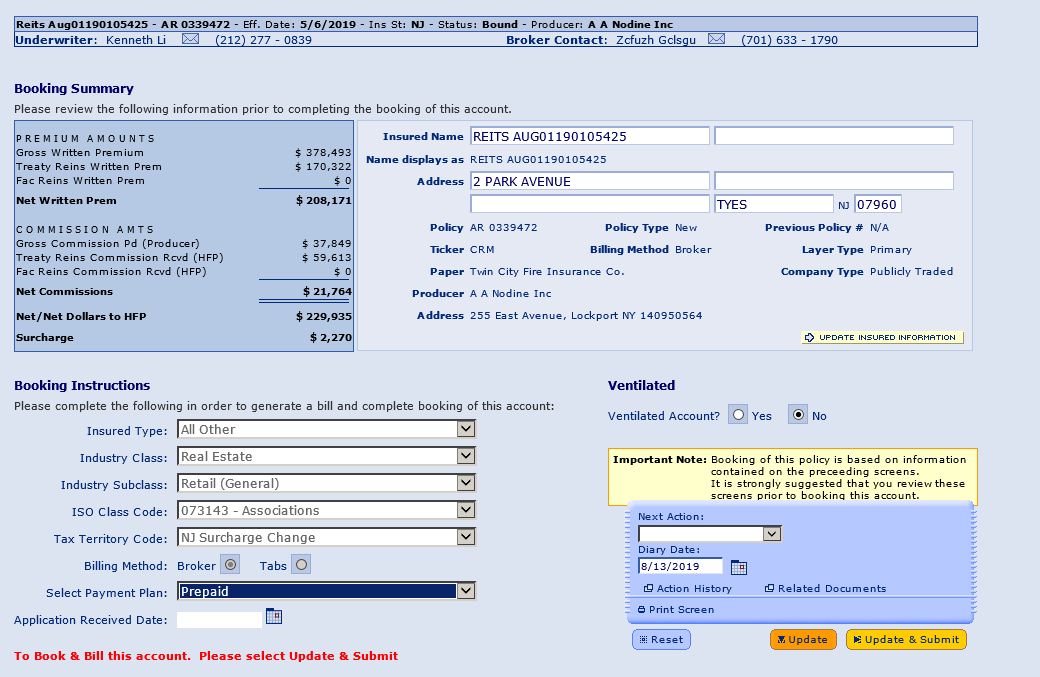 Reits Aug01190105425 - AR 0339472 - Eff. Date: 5/6/2019 - Ins St: NJ - Status: Bound - Producer: A A Nodine Inc
Underwriter: Kenneth Li (212) 277 - 0839 Broker Contact: Zcfuzh Gclsgu (701) 633 - 1790
Booking Summary
Please review the following information prior to completing the booking of this account.
PREMIUM AMOUNTS
Gross Written Premium $ 378,493
Treaty Reins Written Prem $ 170,322
Fac Reins Written Prem $ 0
Net Written Prem $ 208,171
COMMISSION AMTS
Gross Commission Pd (Producer) $ 37,849
Treaty Reins Commission Rcvd (HFP) $ 59,613
Fac Reins Commission Rcvd (HFP) $ 0
Net Commissions $ 21,764
Net/Net Dollars to HFP $ 229,935
Surcharge $ 2,270
Insured Name REITS AUG01190105425
Name displays as REITS AUG01190105425
Address 2 PARK AVENUE
TYES NJ 07960
Policy AR 0339472 Policy Type New Previous Policy # N/A
Ticker CRM Billing Method Broker Layer Type Primary
Paper Twin City Fire Insurance Co. Company Type Publicly Traded
Producer A A Nodine Inc
Address 255 East Avenue, Lockport NY 140950564
UPDATE INSURED INFORMATION
Booking Instructions
Please complete the following in order to generate a bill and complete booking of this account:
Insured Type: All Other
Industry Class: Real Estate
Industry Subclass: Retail (General)
ISO Class Code: 073143 - Associations
Tax Territory Code: NJ Surcharge Change
Billing Method: Broker Tabs
Select Payment Plan: Prepaid
Application Received Date:
To Book & Bill this account. Please select Update & Submit
Ventilated
Ventilated Account? Yes No
Important Note: Booking of this policy is based on information
contained on the preceeding screens.
It is strongly suggested that you review these
screens prior to booking this account.
Next Action:
Diary Date:
8/13/2019
Action History Related Documents
Print Screen
Reset Update Update & Submit